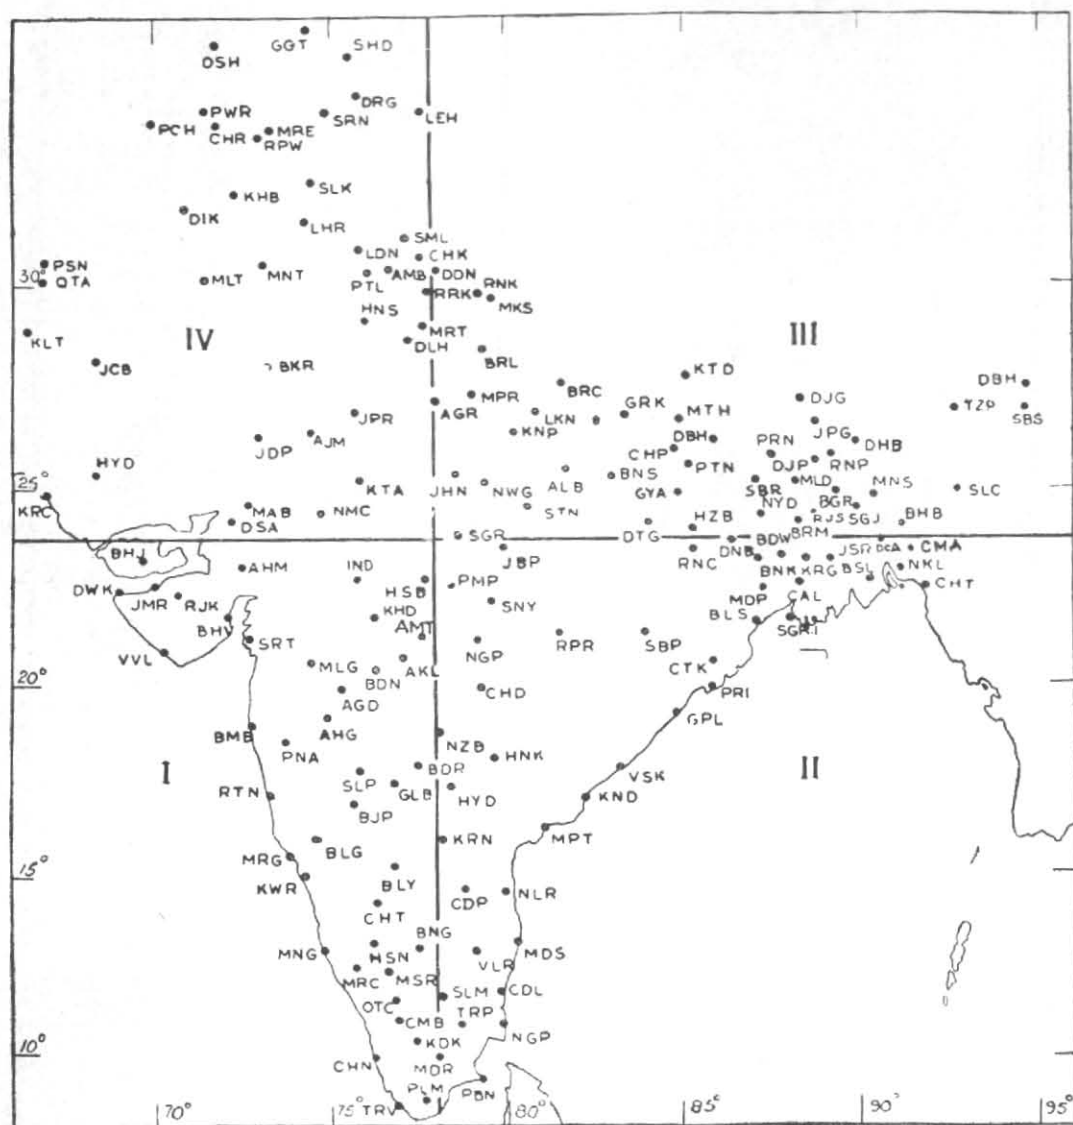 GGT SHD
DSH
DRG
PWR SRN LEH
PCH CHR MRE
RPW
SLK
KHB
DIK
LHR
SML
LDN CHK
PSN
30° QTA MLT MNT PTL AMB DDN RNK
RRK MKS
HNS
IV MRT III
KLT DLH
JCB BKR BRL
KTD
BRC DBH
MPR GRK DJG TZP
AGR LKN MTH SBS
JPR
AJM KNP DBH JPG
JDP PRN DHB
CHP
HYD PTN DJP RNP
25° KTA JHN NWG ALB BNS GYA SBR MLD MNS SLC
KRC MAB NMC STN NYD BGR
DSA HZB RJS SGJ BHB
SGR DTG BRM
BHJ JBP DNB BDW JSR DCA CMA
AHM IND RNC BNK KRG BSL NKL
DWK HSB PMP CHT
JMR RJK SNY MDP CAL
KHD
BHV AMT BLS
SRT SGR.I
VVL NGP RPR SBP
MLG AKL CTK
20° BDN CHD PRI
AGD
AHG GPL
BMB PNA NZB HNK
I BDR VSK II
SLP
RTN GLB HYD KND
BJP
BLG KRN MPT
MRG
15° BLY
KWR CDP NLR
CHT
BNG
MNG HSN VLR MDS
MRC MSR
OTC SLM CDL
CMB TRP
10° KDK NGP
CHN MDR
PLM PBN
70° 75° TRV 80° 85° 90° 95°